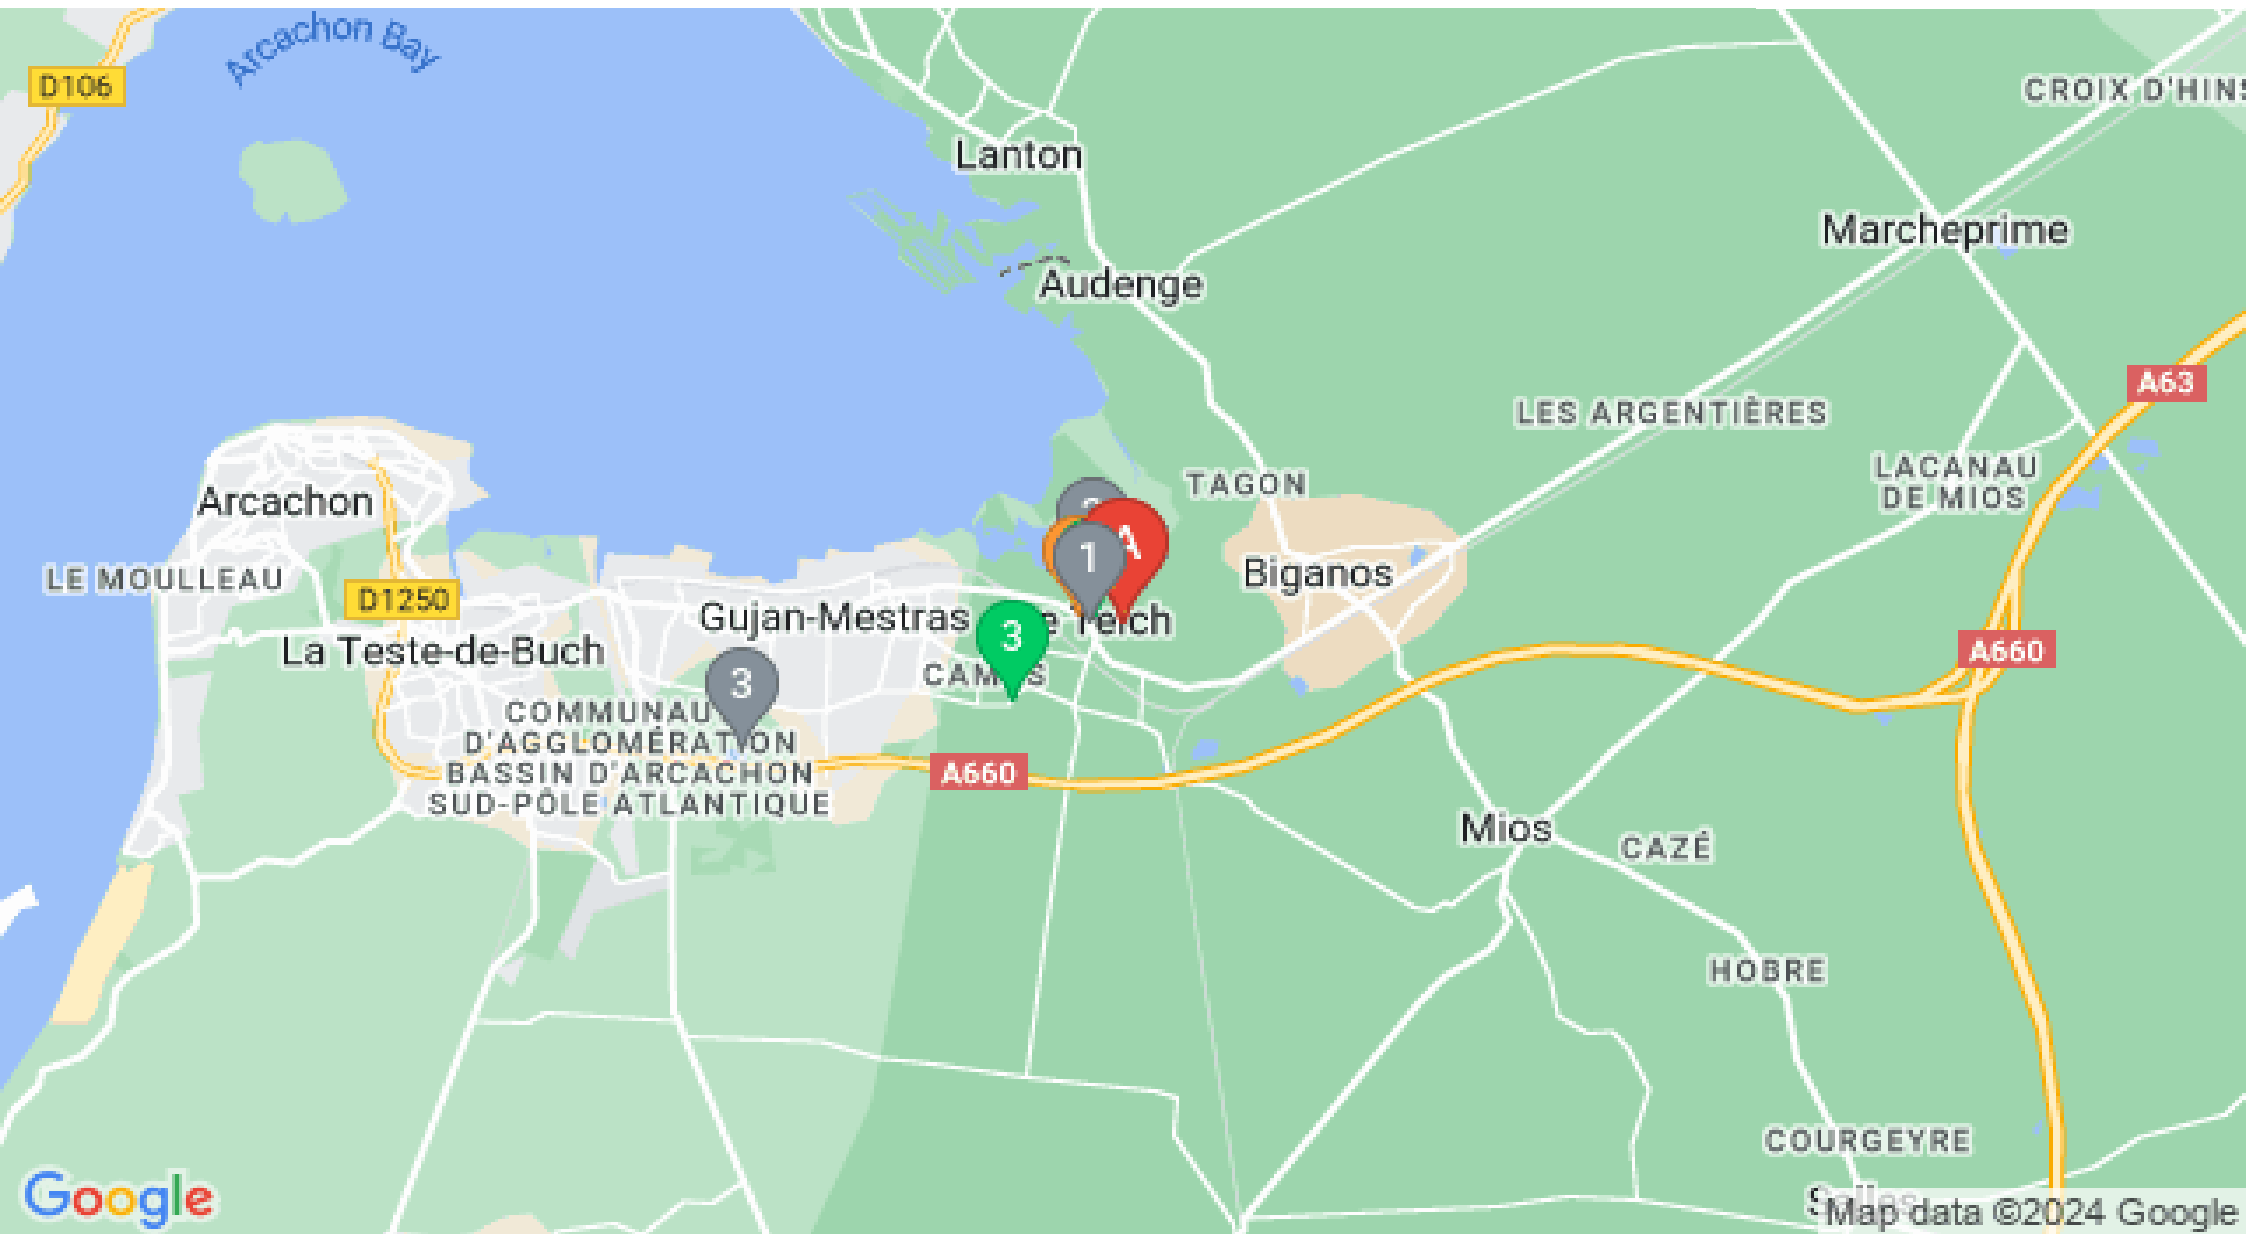 Arcachon Bay
D106
CROIX D'HINS
Lanton
Marcheprime
Audenge
A63
LES ARGENTIÈRES
LACANAU
DE MIOS
TAGON
Arcachon
A
1
Biganos
LE MOULLEAU
D1250
Gujan-Mestras
3
A660
La Teste-de-Buch
3
COMMUNAU
D'AGGLOMÉRATION
BASSIN D'ARCACHON
SUD-PÔLE ATLANTIQUE
A660
Mios
CAZÉ
HOBRE
COURGEYRE
Google
Map data ©2024 Google